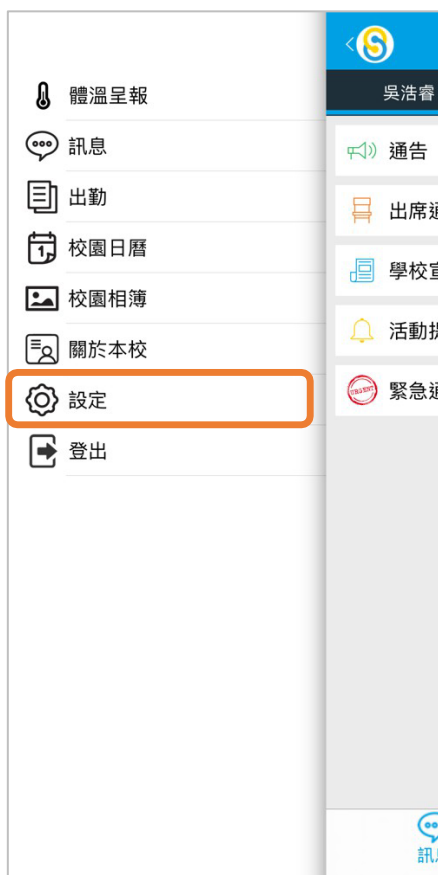 體溫呈報
訊息
出勤
校園日曆
校園相簿
關於本校
設定
登出
吳浩睿
通告
出席
學校
活動
緊急
URGENT
訊